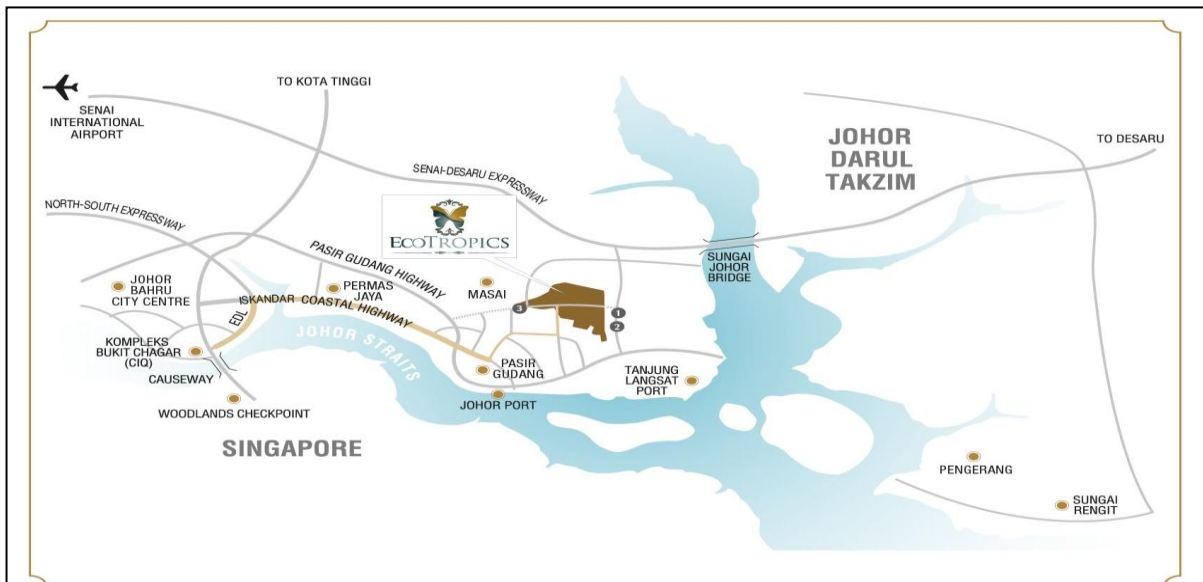 TO KOTA TINGGI
SENAI
INTERNATIONAL
AIRPORT
JOHOR
DARUL
TAKZIM
TO DESARU
SENAI-DESARU EXPRESSWAY
NORTH-SOUTH EXPRESSWAY
ECOTROPICS
PASIR GUDANG HIGHWAY
SUNGAI
JOHOR
BRIDGE
JOHOR
BAHRU
CITY CENTRE
PERMAS
JAYA
MASAI
ISKANDAR COASTAL HIGHWAY
EDL
3
1
2
JOHOR STRAITS
KOMPLEKS
BUKIT CHAGAR
(CIQ)
CAUSEWAY
PASIR
GUDANG
TANJUNG
LANGSAT
PORT
WOODLANDS CHECKPOINT
JOHOR PORT
SINGAPORE
PENGERANG
SUNGAI
RENGIT